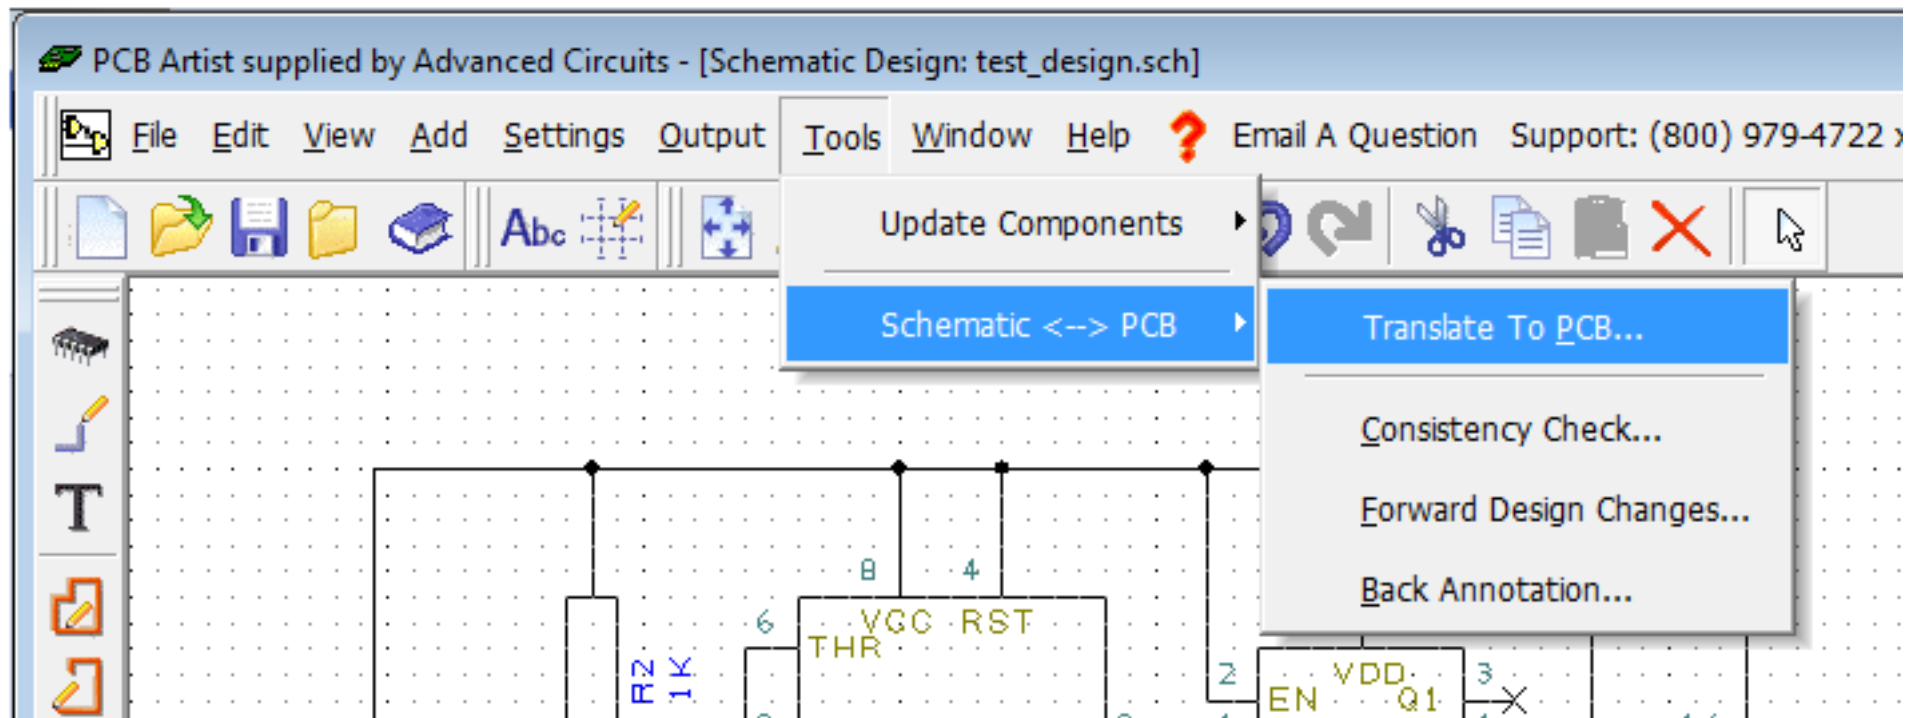 PCB Artist supplied by Advanced Circuits - [Schematic Design: test_design.sch]
File Edit View Add Settings Output Tools Window Help ? Email A Question Support: (800) 979-4722 x
Abc
Update Components
Schematic <--> PCB
Translate To PCB...
Consistency Check...
Forward Design Changes...
Back Annotation...
T
8 4
6 VCC RST
THR
R2
1K
2 VDD 3
EN Q1